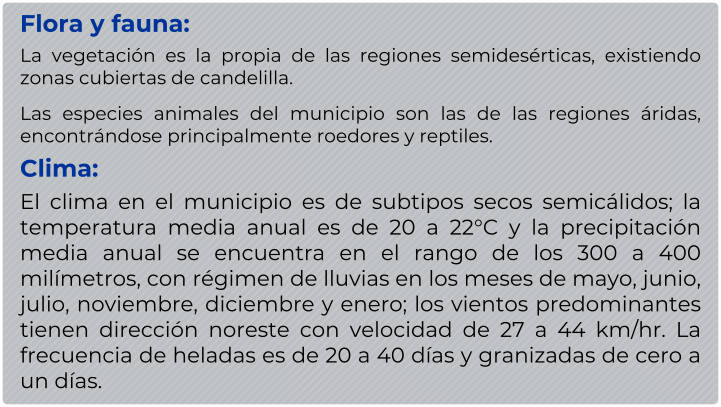 Flora y fauna:
La vegetación es la propia de las regiones semidesérticas, existiendo
zonas cubiertas de candelilla.
Las especies animales del municipio son las de las regiones áridas,
encontrándose principalmente roedores y reptiles.
Clima:
El clima en el municipio es de subtipos secos semicálidos; la
temperatura media anual es de 20 a 22°C y la precipitación
media anual se encuentra en el rango de los 300 a 400
milímetros, con régimen de lluvias en los meses de mayo, junio,
julio, noviembre, diciembre y enero; los vientos predominantes
tienen dirección noreste con velocidad de 27 a 44 km/hr. La
frecuencia de heladas es de 20 a 40 días y granizadas de cero a
un días.